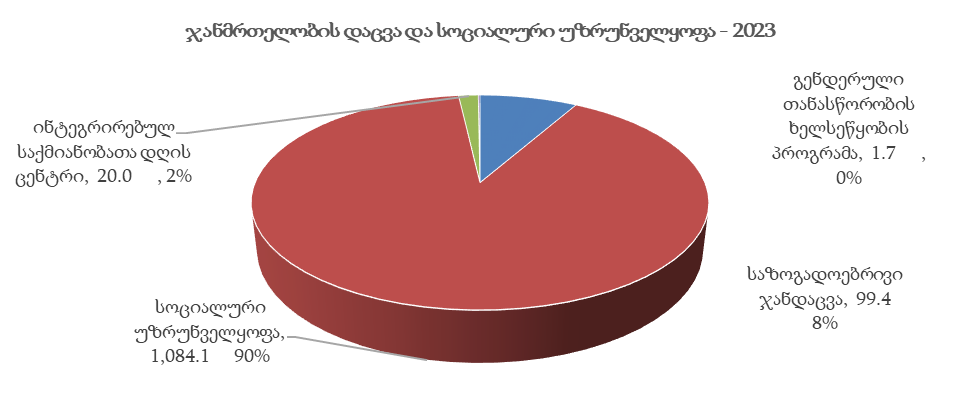 ჯანმრთელობის დაცვა და სოციალური უზრუნველყოფა - 2023
გენდერული
თანასწორობის
ხელსეწყობის
პროგრამა, 1.7 ,
0%
ინტეგრირებულ
საქმიანობათა დღის
ცენტრი, 20.0 , 2%
საზოგადოებრივი
ჯანდაცვა, 99.4
8%
სოციალური
უზრუნველყოფა,
1,084.1 90%